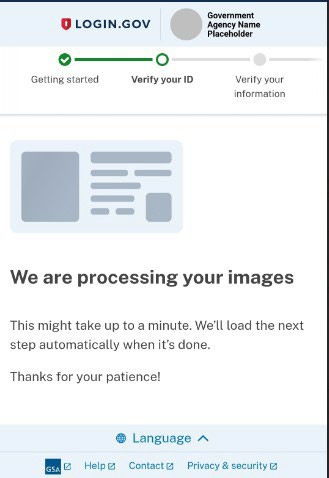 LOGIN.GOV
Government
Agency Name
Placeholder
Getting started
Verify your ID
Verify your
information
We are processing your images
This might take up to a minute. We'll load the next
step automatically when it's done.
Thanks for your patience!
Language
GSA Help Contact Privacy & security